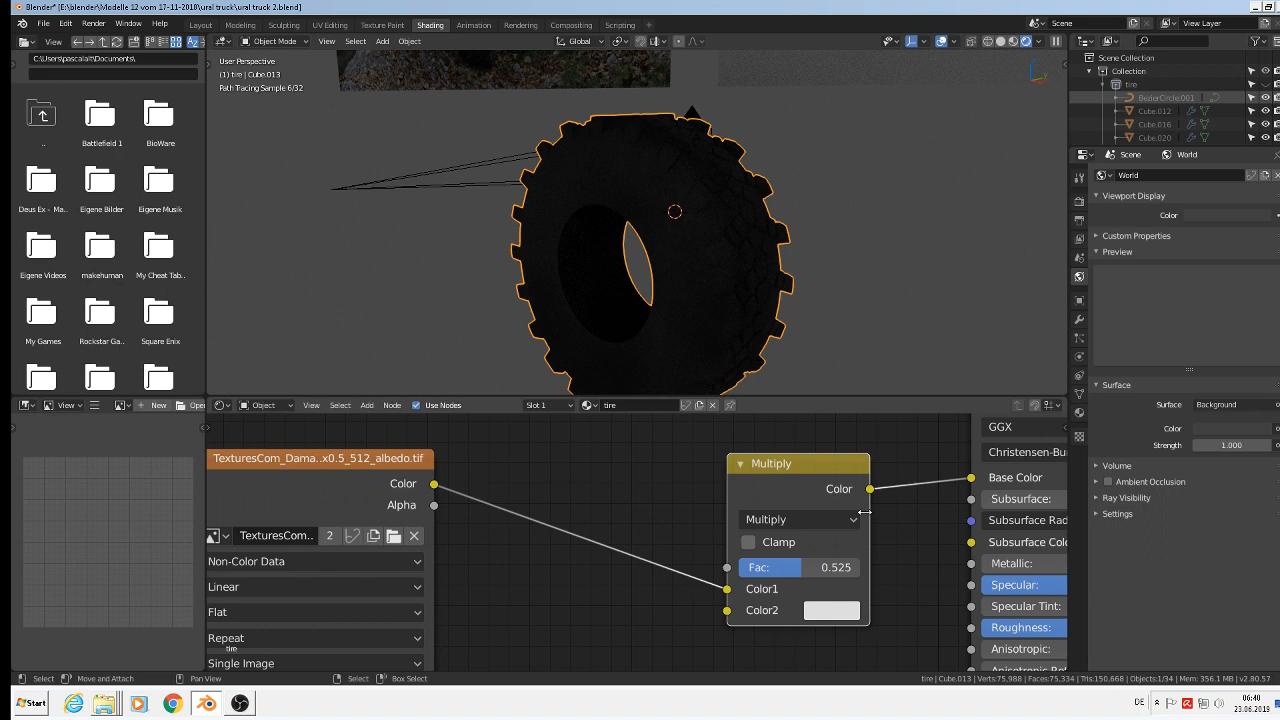 Blender* [E:\blender\Modelle 12 vom 17-11-2018\ural truck\ural truck 2.blend]
File Edit Render Window Help Layout Modeling Sculpting UV Editing Texture Paint Shading Animation Rendering Compositing Scripting Scene View Layer
View Object Mode View Select Add Object Global
C:\Users\pascalalt\Documents\
..
Battlefield 1
BioWare
Deus Ex - Ma...
Eigene Bilder
Eigene Musik
Eigene Videos
makehuman
My Cheat Tab..
My Games
Rockstar Ga..
Square Enix
User Perspective
(1) tire | Cube.013
Path Tracing Sample 6/32
Scene Collection
Collection
tire
BezierCircle.001
Cube.012
Cube.016
Cube.020
Scene World
World
Viewport Display
Color
Custom Properties
Preview
Surface
Surface: Background
Color:
Strength: 1.000
Volume
Ambient Occlusion
Ray Visibility
Settings
View New Open
Object View Select Add Node Use Nodes Slot 1 tire
TexturesCom_Dama..x0.5_512_albedo.tif
Color
Alpha
TexturesCom.. 2
Non-Color Data
Linear
Flat
Repeat
tire
Single Image
Multiply
Color
Multiply
Clamp
Fac: 0.525
Color1
Color2
GGX
Christensen-Bu
Base Color
Subsurface:
Subsurface Rad
Subsurface Colo
Metallic:
Specular:
Specular Tint:
Roughness:
Anisotropic:
Select Move and Attach Pan View Select Box Select
tire | Cube.013 | Verts:75,988 | Faces:75,334 | Tris:150,668 | Objects:1/34 | Mem: 356.1 MB | v2.80.57
Start
DE
06:40
23.06.2019